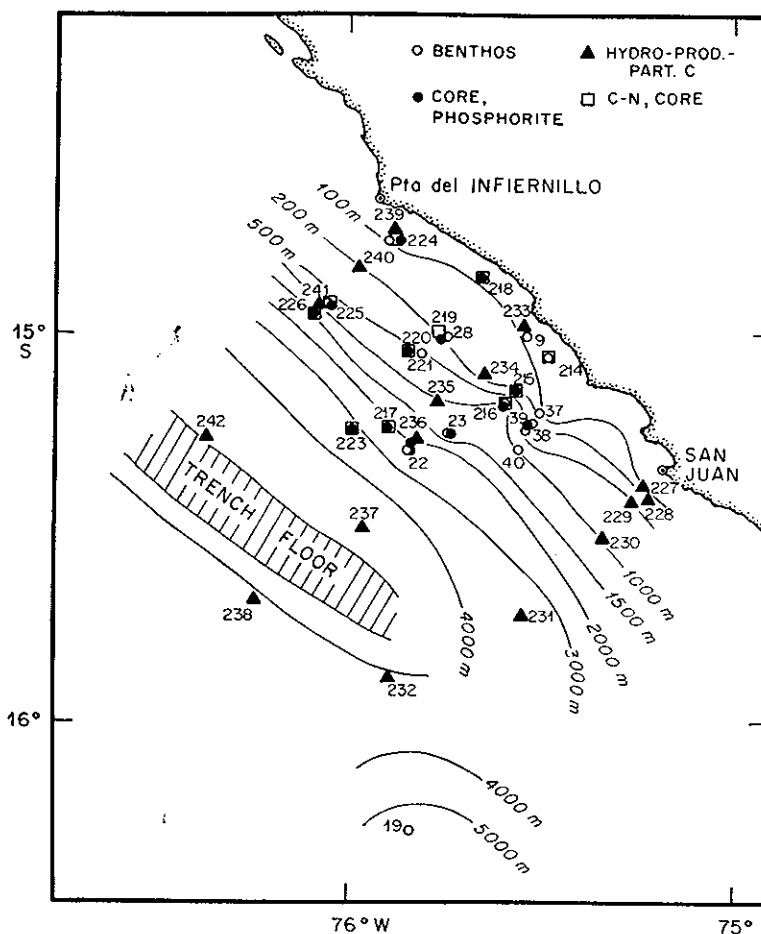 BENTHOS
HYDRO-PROD.-
PART. C
CORE,
PHOSPHORITE
C-N, CORE
Pta del INFIERNILLO
100 m
200 m
500 m
239
224
240
218
241
226
225
219
28
233
9
15°
S
220
221
214
234
215
235
216
37
39
38
217
236
23
223
22
40
242
SAN
JUAN
227
228
229
230
TRENCH
FLOOR
237
238
231
232
1000 m
1500 m
2000 m
3000 m
4000 m
16°
4000 m
5000 m
19
76° W
75°